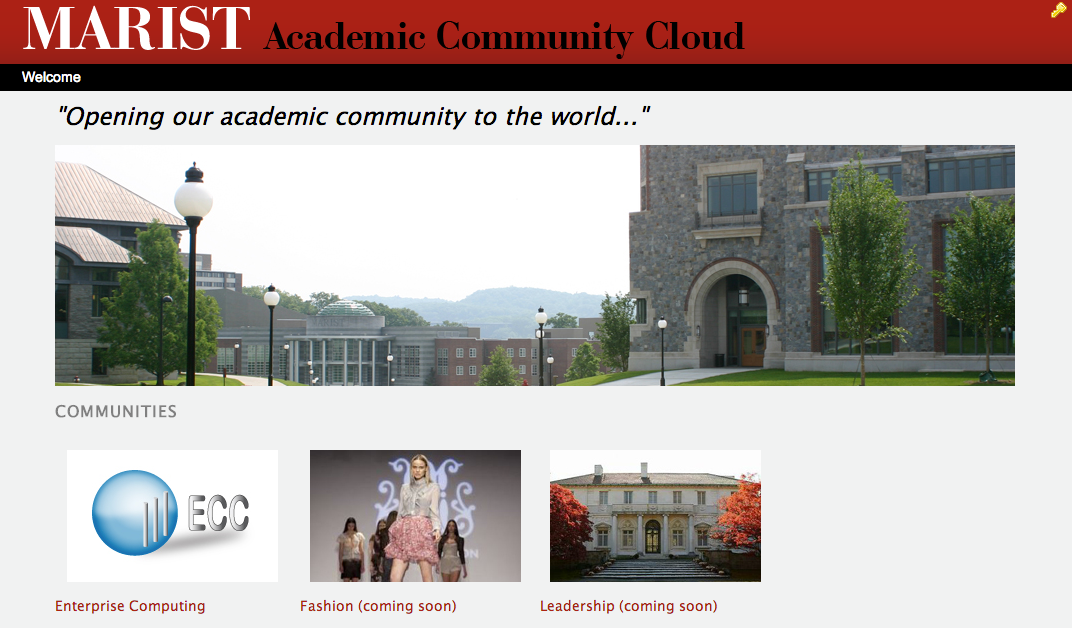 MARIST Academic Community Cloud
Welcome
"Opening our academic community to the world..."
COMMUNITIES
ECC
Enterprise Computing
Fashion (coming soon)
Leadership (coming soon)